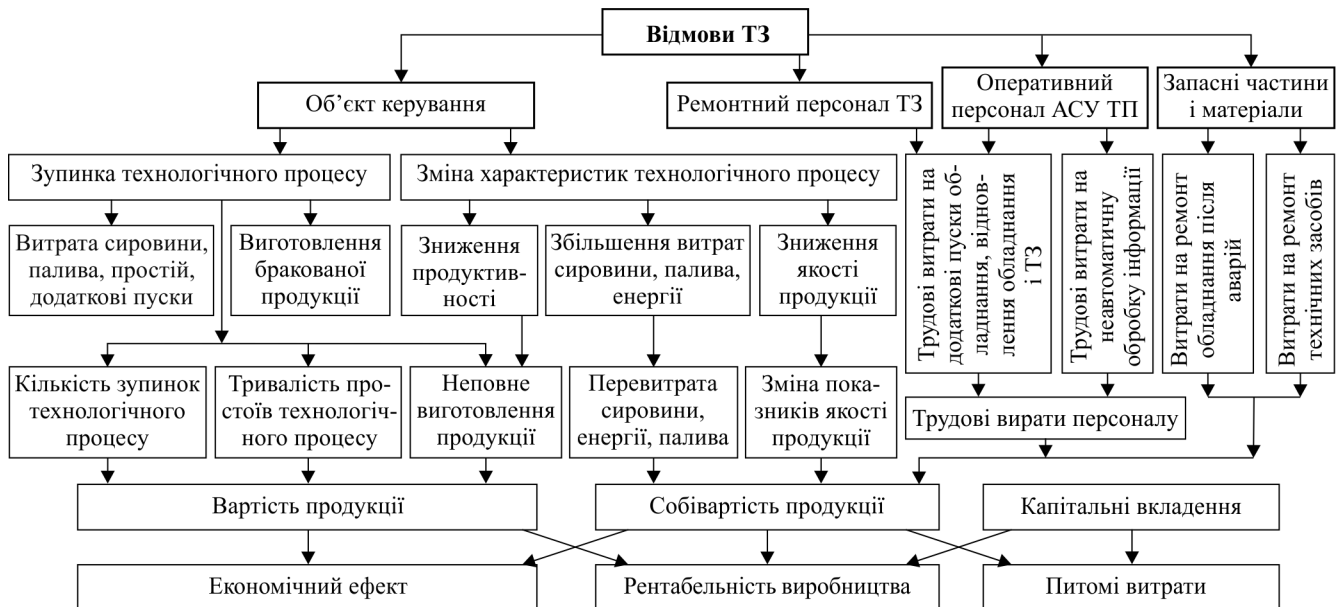 Відмови ТЗ
Об’єкт керування
Ремонтний персонал ТЗ
Оперативний
персонал АСУ ТП
Запасні частини
і матеріали
Зупинка технологічного процесу
Зміна характеристик технологічного процесу
Витрата сировини,
палива, простій,
додаткові пуски
Виготовлення
бракованої
продукції
Зниження
продуктив-
ності
Збільшення витрат
сировини, палива,
енергії
Зниження
якості
продукції
Трудові витрати на
додаткові пуски об-
ладнання, віднов-
лення обладнання
і ТЗ
Трудові витрати на
неавтоматичну
обробку інформації
Витрати на ремонт
обладнання після
аварій
Витрати на ремонт
технічних засобів
Кількість зупинок
технологічного
процесу
Тривалість про-
стоїв технологіч-
ного процесу
Неповне
виготовлення
продукції
Перевитрата
сировини,
енергії, палива
Зміна пока-
зників якості
продукції
Трудові вирати персоналу
Вартість продукції
Собівартість продукції
Капітальні вкладення
Економічний ефект
Рентабельність виробництва
Питомі витрати